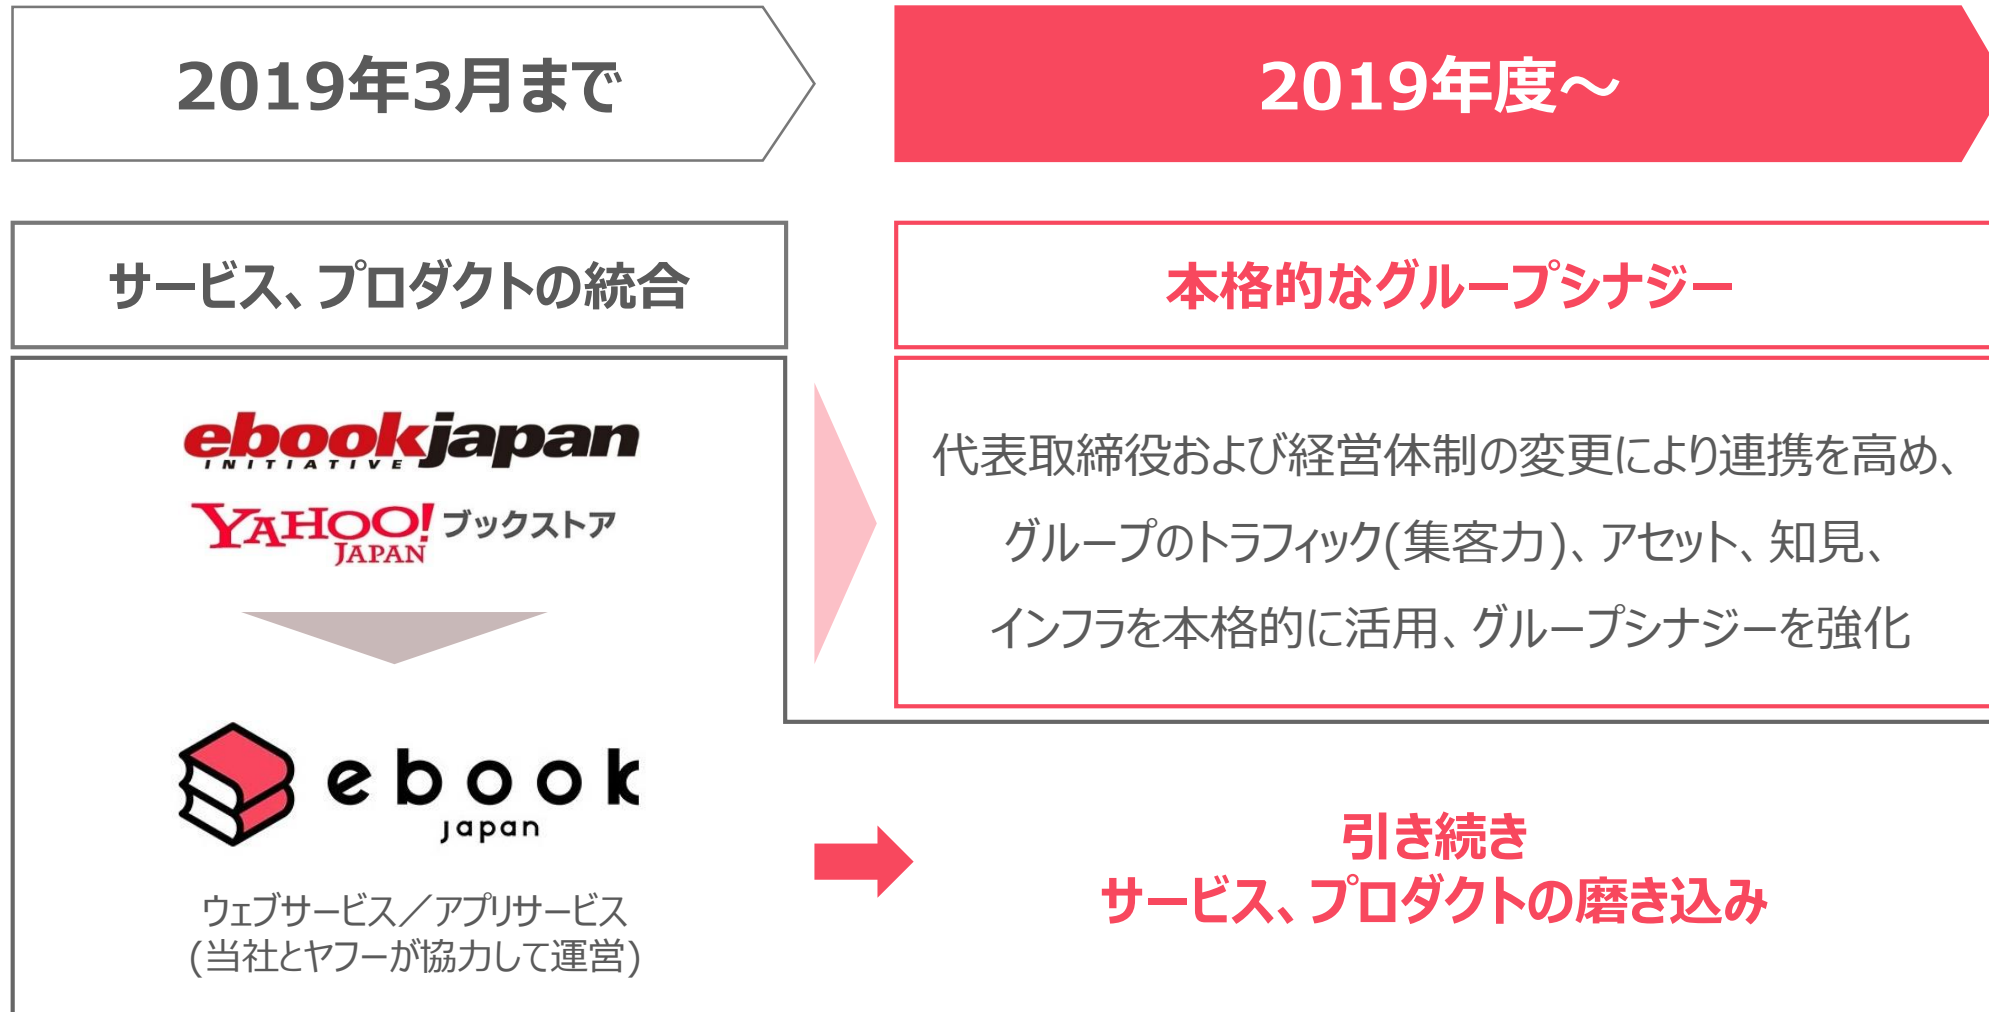 2019年3月まで
サービス、プロダクトの統合
ebookjapan
INITIATIVE
YAHOO! ブックストア
JAPAN
ebook
japan
ウェブサービス／アプリサービス
(当社とヤフーが協力して運営)
2019年度～
本格的なグループシナジー
代表取締役および経営体制の変更により連携を高め、
グループのトラフィック(集客力)、アセット、知見、
インフラを本格的に活用、グループシナジーを強化
引き続き
サービス、プロダクトの磨き込み